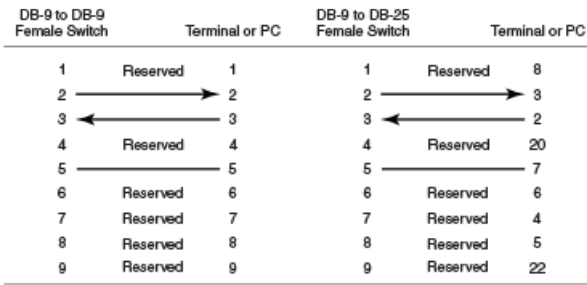 DB-9 to DB-9 DB-9 to DB-25
Female Switch Terminal or PC Female Switch Terminal or PC
1 Reserved 1 1 Reserved 8
2 2 2 3
3 3 3 2
4 Reserved 4 4 Reserved 20
5 5 5 7
6 Reserved 6 6 Reserved 6
7 Reserved 7 7 Reserved 4
8 Reserved 8 8 Reserved 5
9 Reserved 9 9 Reserved 22